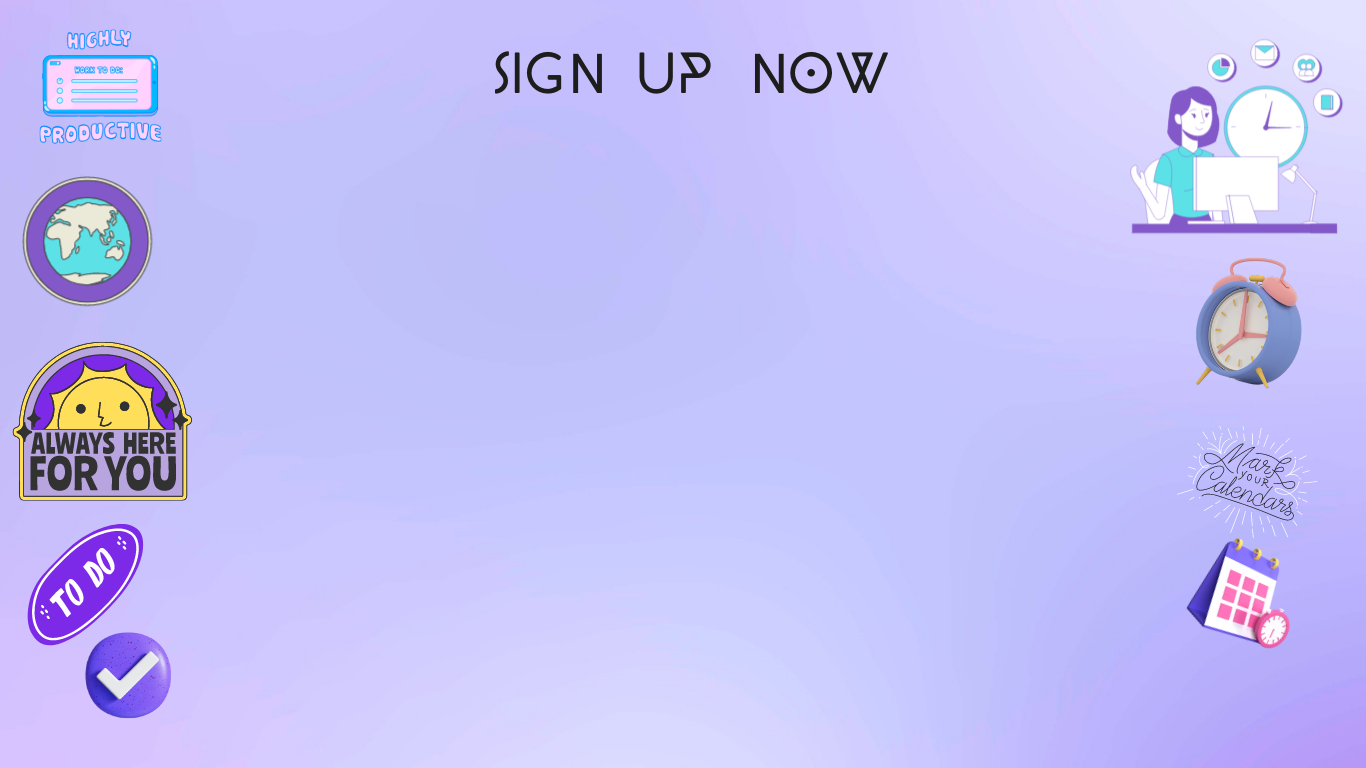 SIGN UP NOW
HIGHLY
WORK TO DO:
PRODUCTIVE
ALWAYS HERE
FOR YOU
TO DO
Mark
YOUR
Calendars